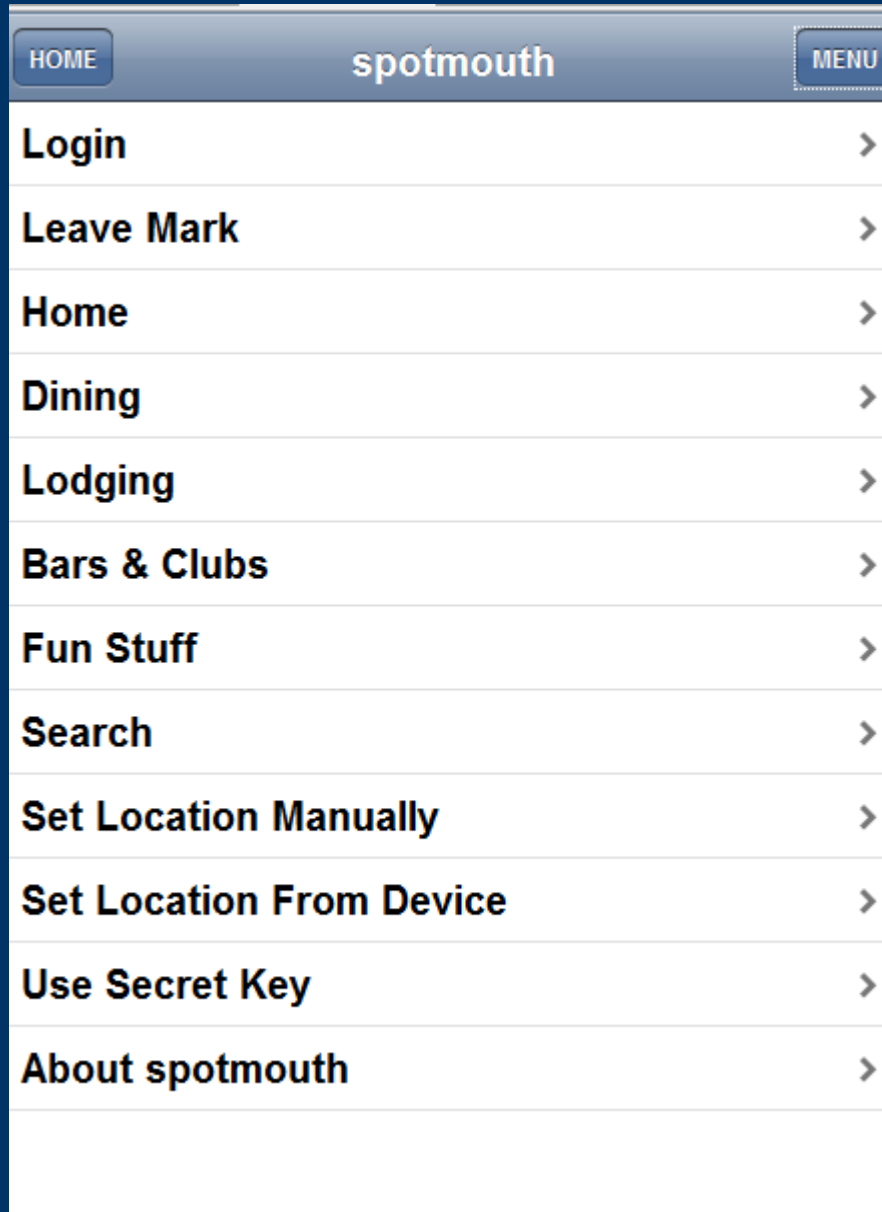 HOME spotmouth MENU
Login
Leave Mark
Home
Dining
Lodging
Bars & Clubs
Fun Stuff
Search
Set Location Manually
Set Location From Device
Use Secret Key
About spotmouth